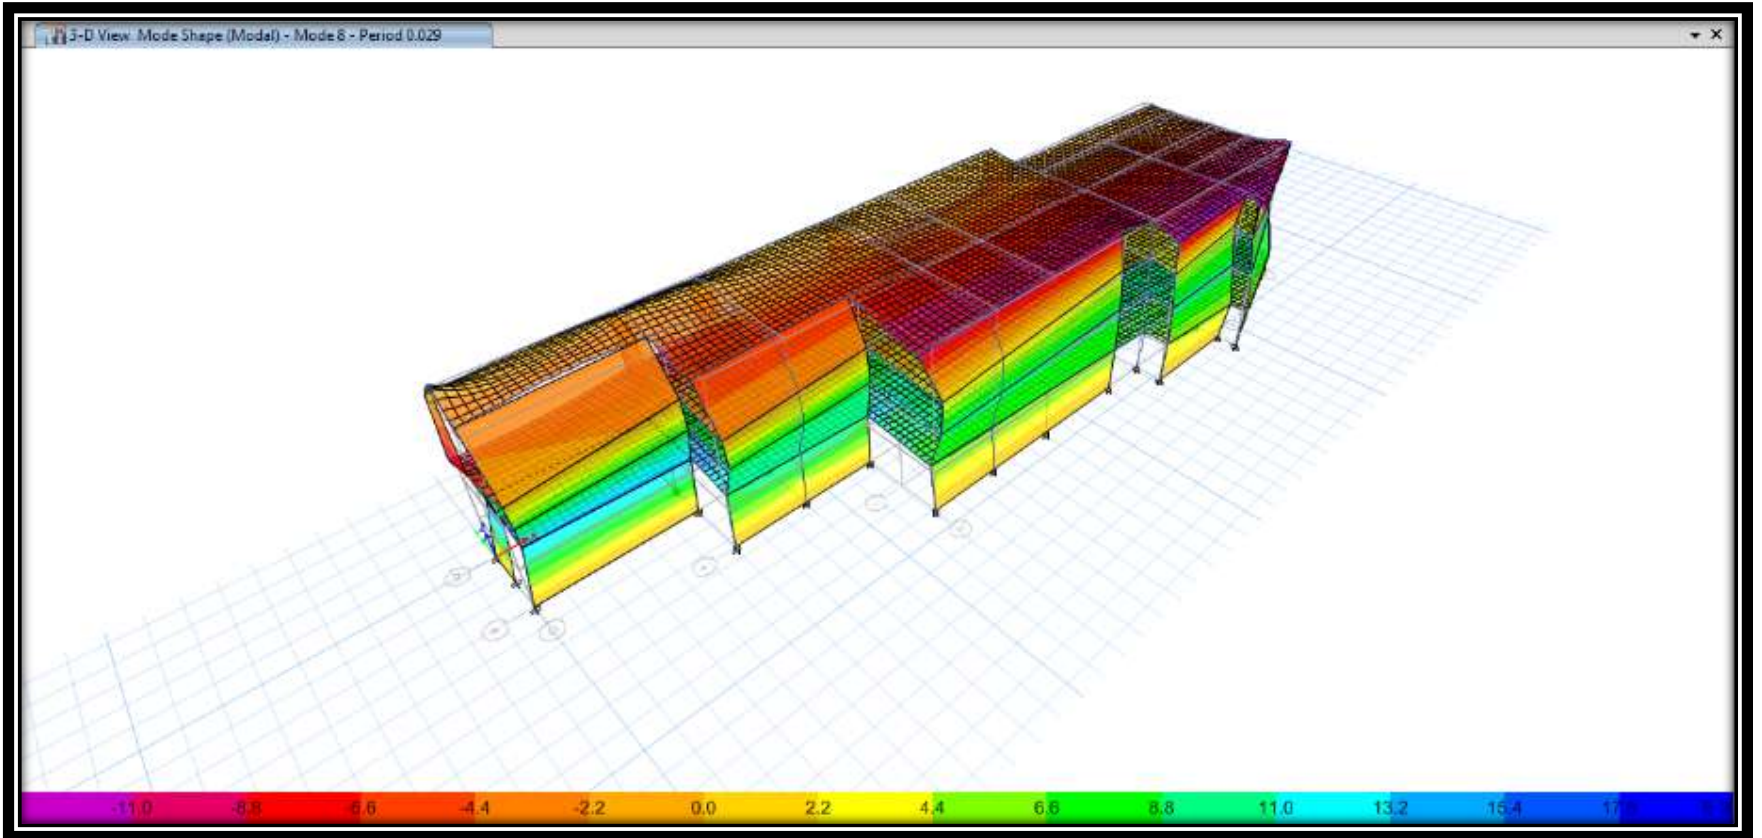 3-D View Mode Shape (Modal) - Mode 8 - Period 0.029
-11.0 -8.8 -6.6 -4.4 -2.2 0.0 2.2 4.4 6.6 8.8 11.0 13.2 15.4